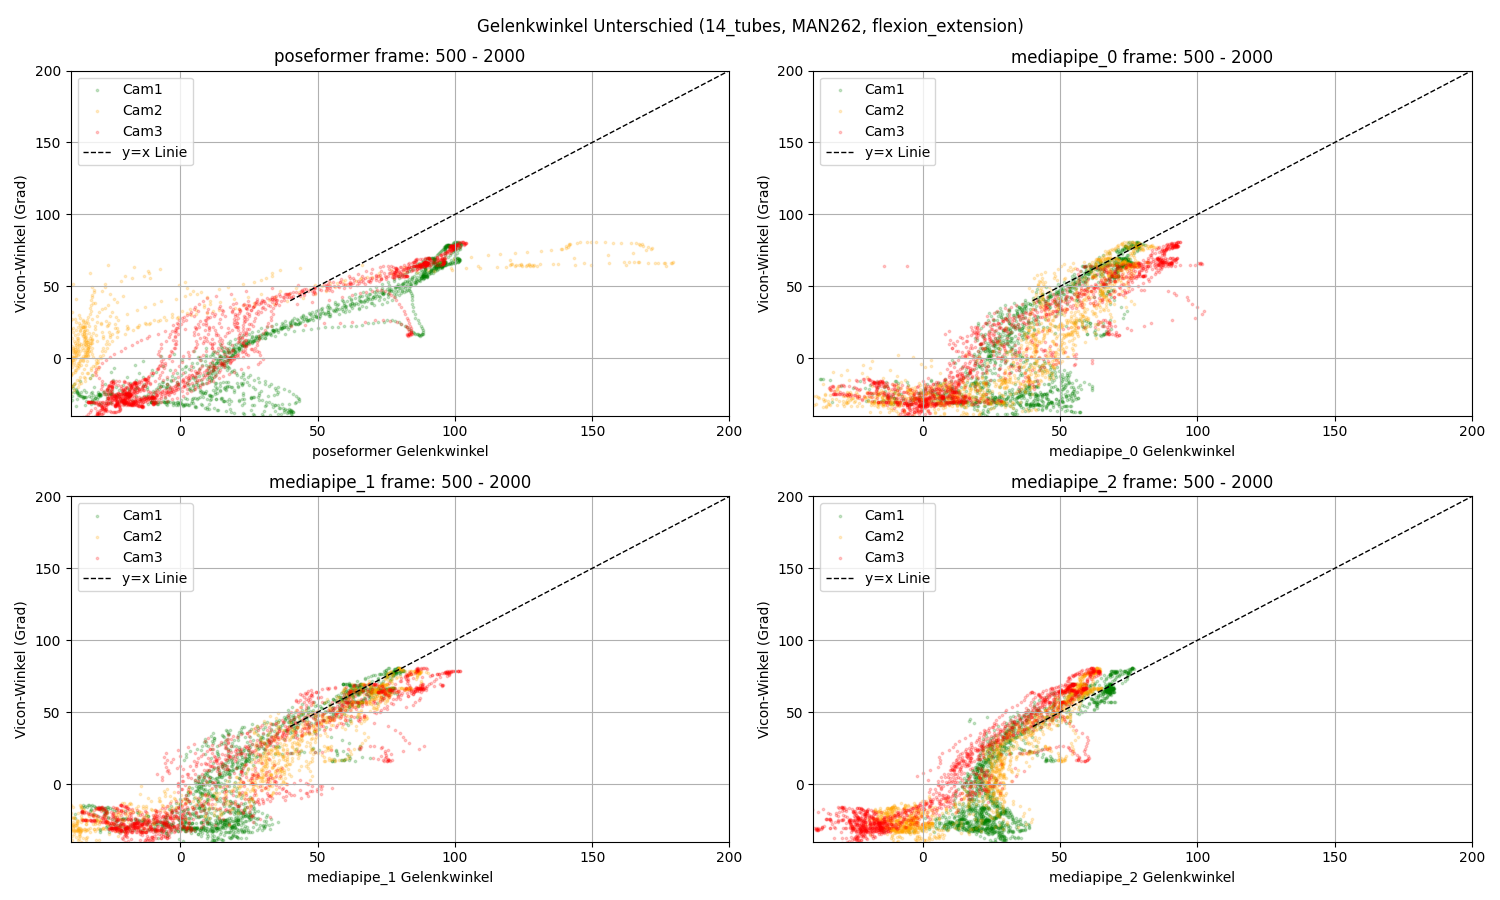 Gelenkwinkel Unterschied (14_tubes, MAN262, flexion_extension)
poseformer frame: 500 - 2000
200
150
100
50
0
Vicon-Winkel (Grad)
Cam1
Cam2
Cam3
y=x Linie
0
50
100
150
200
poseformer Gelenkwinkel
mediapipe_0 frame: 500 - 2000
200
150
100
50
0
Vicon-Winkel (Grad)
Cam1
Cam2
Cam3
y=x Linie
0
50
100
150
200
mediapipe_0 Gelenkwinkel
mediapipe_1 frame: 500 - 2000
200
150
100
50
0
Vicon-Winkel (Grad)
Cam1
Cam2
Cam3
y=x Linie
0
50
100
150
200
mediapipe_1 Gelenkwinkel
mediapipe_2 frame: 500 - 2000
200
150
100
50
0
Vicon-Winkel (Grad)
Cam1
Cam2
Cam3
y=x Linie
0
50
100
150
200
mediapipe_2 Gelenkwinkel